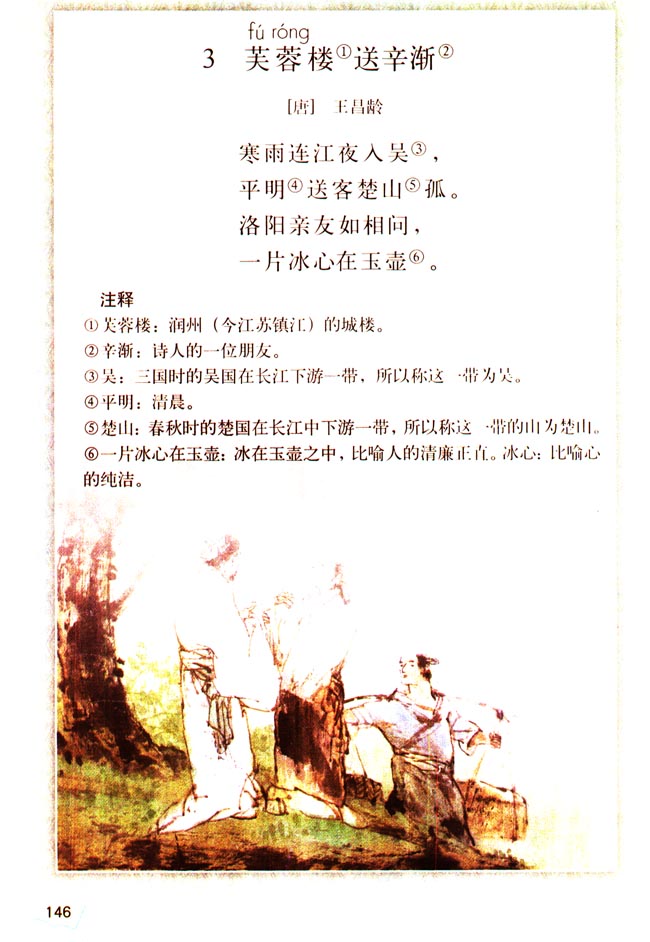 fú róng
3 芙蓉楼①送辛渐②
［唐］ 王昌龄
寒雨连江夜入吴③，
平明④送客楚山⑤孤。
洛阳亲友如相问，
一片冰心在玉壶⑥。
注释
①芙蓉楼：润州（今江苏镇江）的城楼。
②辛渐：诗人的一位朋友。
③吴：三国时的吴国在长江下游一带，所以称这一带为吴。
④平明：清晨。
⑤楚山：春秋时的楚国在长江中下游一带，所以称这一带的山为楚山。
⑥一片冰心在玉壶：冰在玉壶之中，比喻人的清廉正直。冰心：比喻心
的纯洁。
146